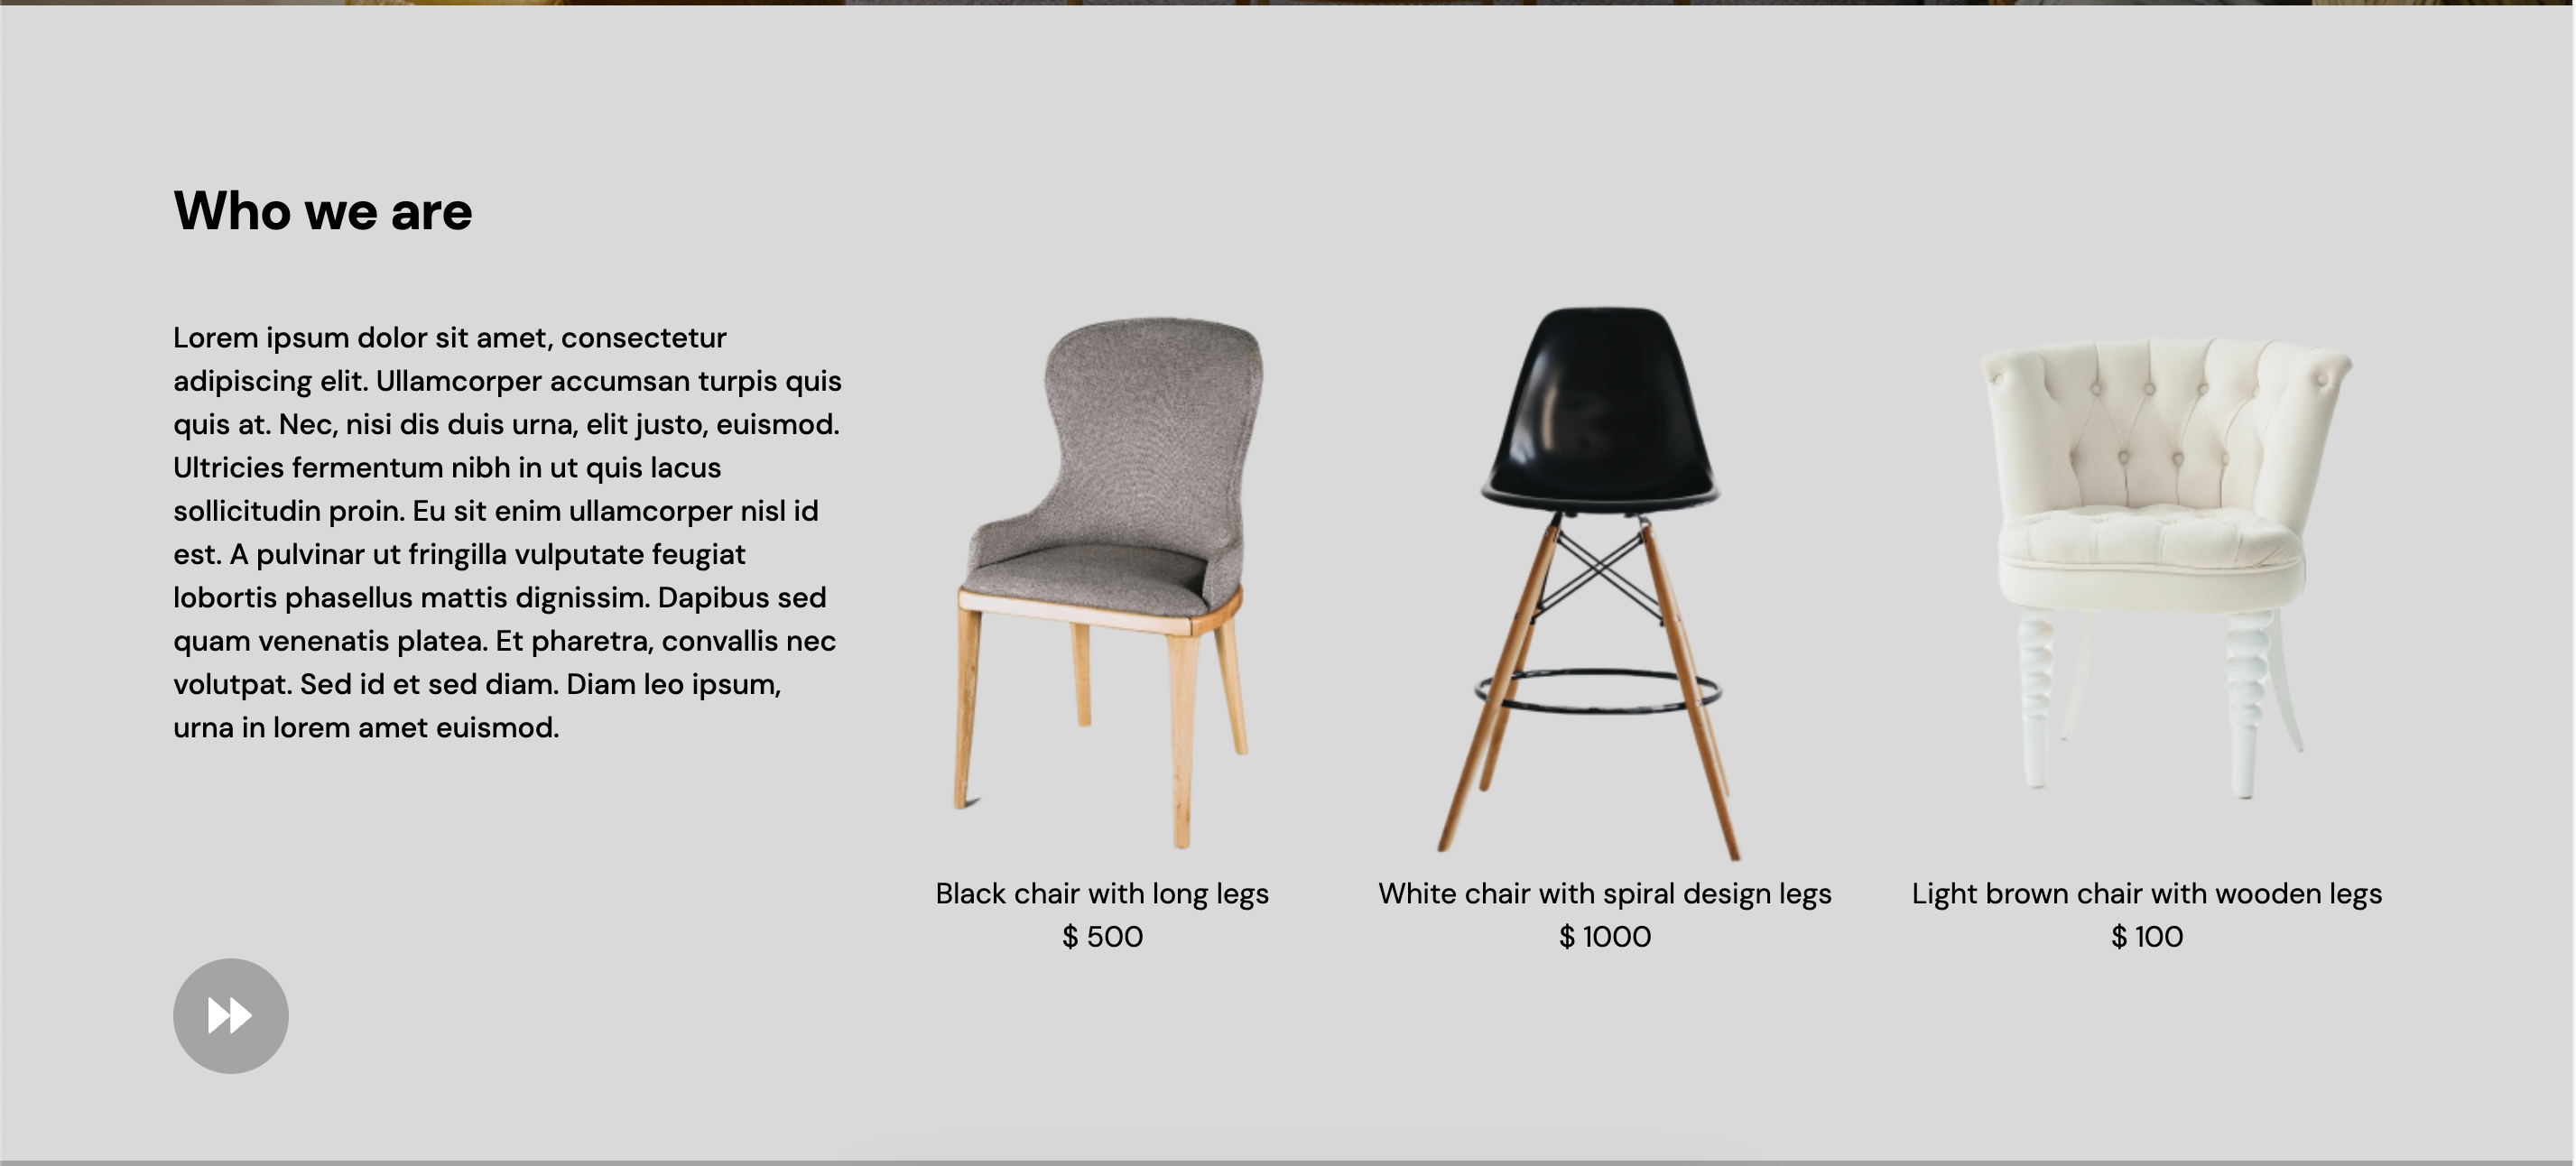 Who we are
Lorem ipsum dolor sit amet, consectetur
adipiscing elit. Ullamcorper accumsan turpis quis
quis at. Nec, nisi dis duis urna, elit justo, euismod.
Ultricies fermentum nibh in ut quis lacus
sollicitudin proin. Eu sit enim ullamcorper nisl id
est. A pulvinar ut fringilla vulputate feugiat
lobortis phasellus mattis dignissim. Dapibus sed
quam venenatis platea. Et pharetra, convallis nec
volutpat. Sed id et sed diam. Diam leo ipsum,
urna in lorem amet euismod.
Black chair with long legs
$ 500
White chair with spiral design legs
$ 1000
Light brown chair with wooden legs
$ 100